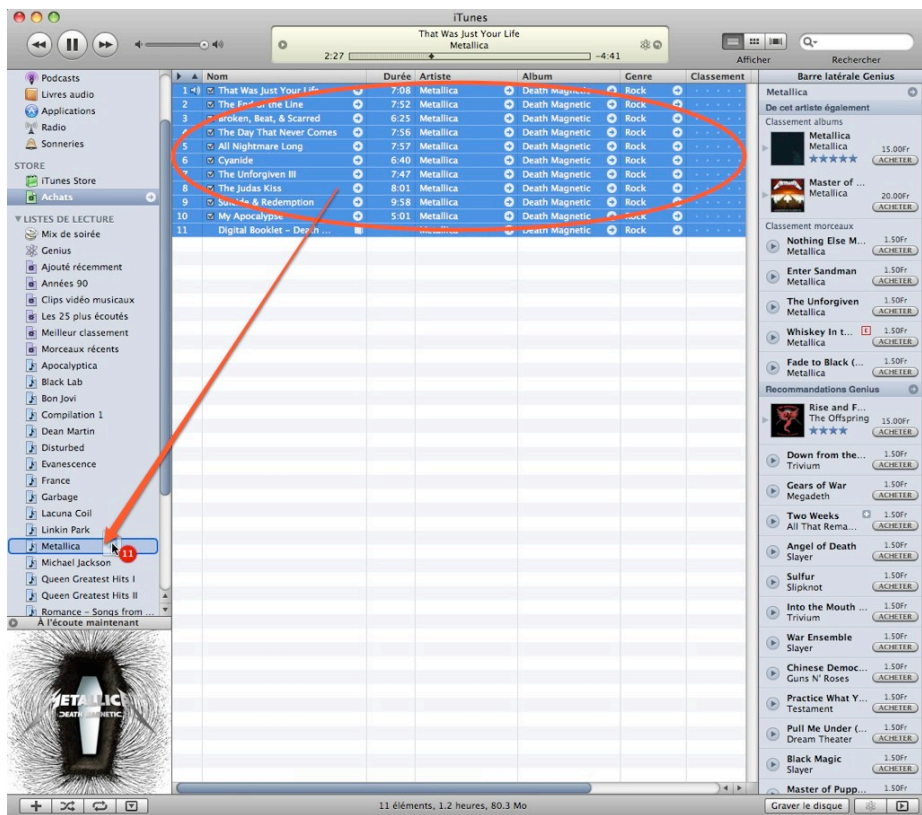 iTunes
That Was Just Your Life
Metallica
2:27 -4:41
Afficher Rechercher
Podcasts
Livres audio
Applications
Radio
Sonneries
STORE
iTunes Store
Achats
LISTES DE LECTURE
Mix de soirée
Genius
Ajouté récemment
Années 90
Clips vidéo musicaux
Les 25 plus écoutés
Meilleur classement
Morceaux récents
Apocalyptica
Black Lab
Bon Jovi
Compilation 1
Dean Martin
Disturbed
Evanescence
France
Garbage
Lacuna Coil
Linkin Park
Metallica
11
Michael Jackson
Queen Greatest Hits I
Queen Greatest Hits II
Romance – Songs from ...
À l'écoute maintenant
METALLICA
DEATH MAGNETIC
Nom Durée Artiste Album Genre Classement
1 That Was Just Your Life 7:08 Metallica Death Magnetic Rock
2 The End of the Line 7:52 Metallica Death Magnetic Rock
3 Broken, Beat, & Scarred 6:25 Metallica Death Magnetic Rock
4 The Day That Never Comes 7:56 Metallica Death Magnetic Rock
5 All Nightmare Long 7:57 Metallica Death Magnetic Rock
6 Cyanide 6:40 Metallica Death Magnetic Rock
7 The Unforgiven III 7:47 Metallica Death Magnetic Rock
8 The Judas Kiss 8:01 Metallica Death Magnetic Rock
9 Suicide & Redemption 9:58 Metallica Death Magnetic Rock
10 My Apocalypse 5:01 Metallica Death Magnetic Rock
11 Digital Booklet – Death ... Metallica Death Magnetic Rock
Barre latérale Genius
Metallica
De cet artiste également
Classement albums
Metallica
Metallica 15.00Fr
ACHETER
Master of ...
Metallica 20.00Fr
ACHETER
Classement morceaux
Nothing Else M... 1.50Fr
Metallica ACHETER
Enter Sandman 1.50Fr
Metallica ACHETER
The Unforgiven 1.50Fr
Metallica ACHETER
Whiskey In t... E 1.50Fr
Metallica ACHETER
Fade to Black (... 1.50Fr
Metallica ACHETER
Recommandations Genius
Rise and F...
The Offspring 15.00Fr
ACHETER
Down from the... 1.50Fr
Trivium ACHETER
Gears of War 1.50Fr
Megadeth ACHETER
Two Weeks 1.50Fr
All That Rema... ACHETER
Angel of Death 1.50Fr
Slayer ACHETER
Sulfur 1.50Fr
Slipknot ACHETER
Into the Mouth ... 1.50Fr
Trivium ACHETER
War Ensemble 1.50Fr
Slayer ACHETER
Chinese Democ... 1.50Fr
Guns N' Roses ACHETER
Practice What Y... 1.50Fr
Testament ACHETER
Pull Me Under (... 1.50Fr
Dream Theater ACHETER
Black Magic 1.50Fr
Slayer ACHETER
Master of Pupp... 1.50Fr
11 éléments, 1.2 heures, 80.3 Mo
Graver le disque